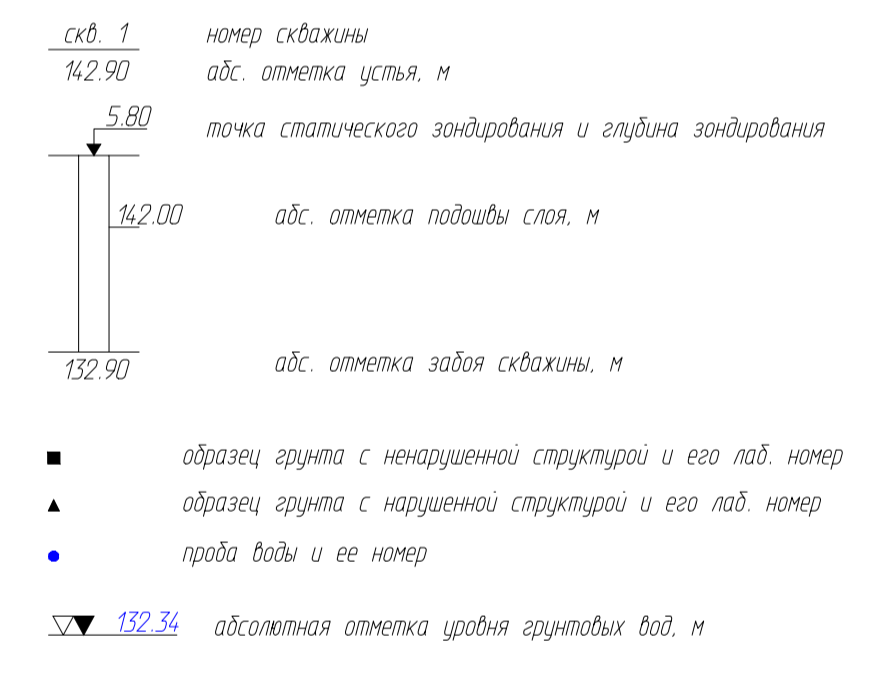 скв. 1 номер скважины
142.90 абс. отметка устья, м
5.80 точка статического зондирования и глубина зондирования
142.00 абс. отметка подошвы слоя, м
132.90 абс. отметка забоя скважины, м
образец грунта с ненарушенной структурой и его лаб. номер
образец грунта с нарушенной структурой и его лаб. номер
проба воды и ее номер
132.34 абсолютная отметка уровня грунтовых вод, м